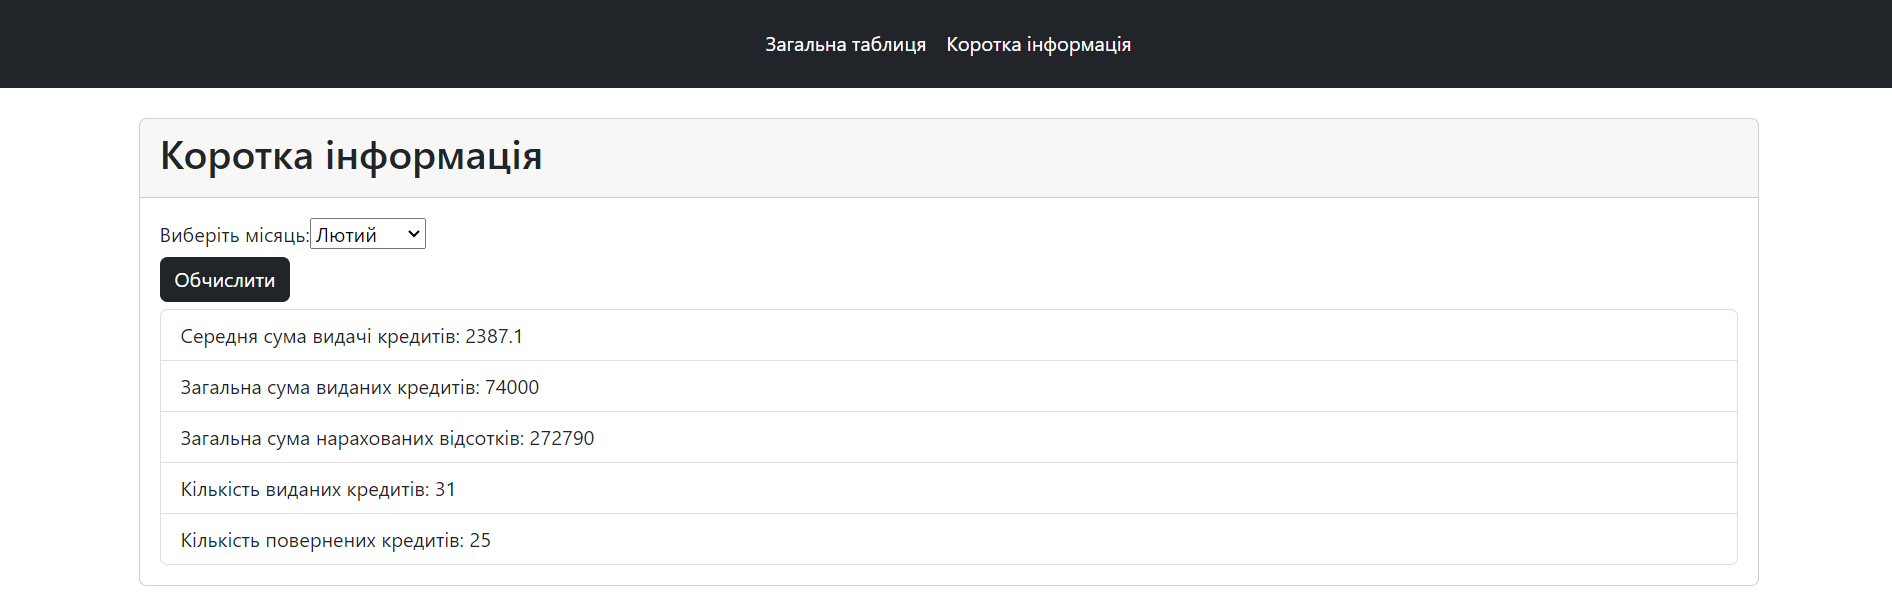 Загальна таблиця Коротка інформація
Коротка інформація
Виберіть місяць: Лютий
Обчислити
Середня сума видачі кредитів: 2387.1
Загальна сума виданих кредитів: 74000
Загальна сума нарахованих відсотків: 272790
Кількість виданих кредитів: 31
Кількість повернених кредитів: 25